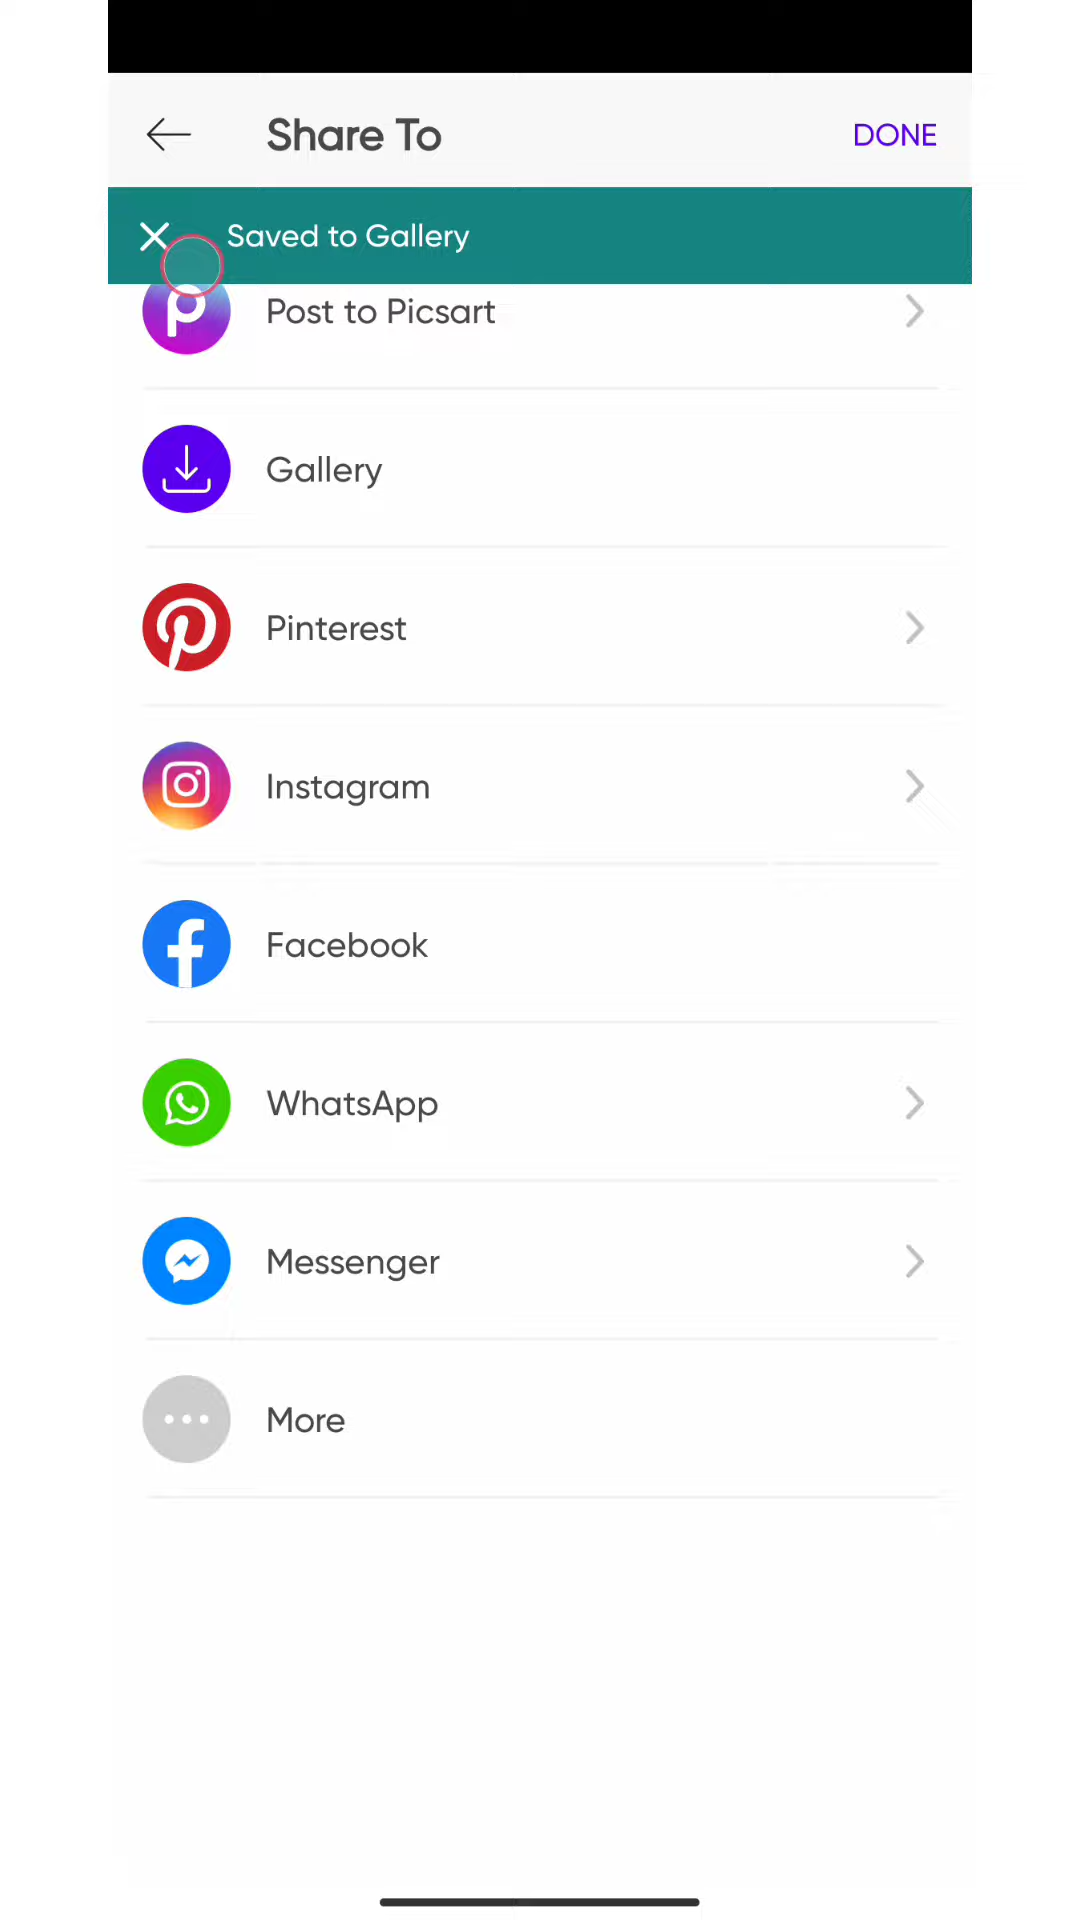 Share To
DONE
Saved to Gallery
Post to Picsart
Gallery
Pinterest
Instagram
Facebook
WhatsApp
Messenger
More